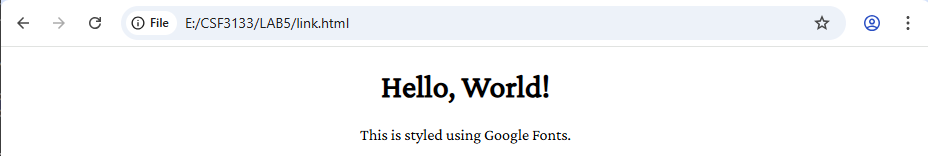 File E:/CSF3133/LAB5/link.html
Hello, World!
This is styled using Google Fonts.